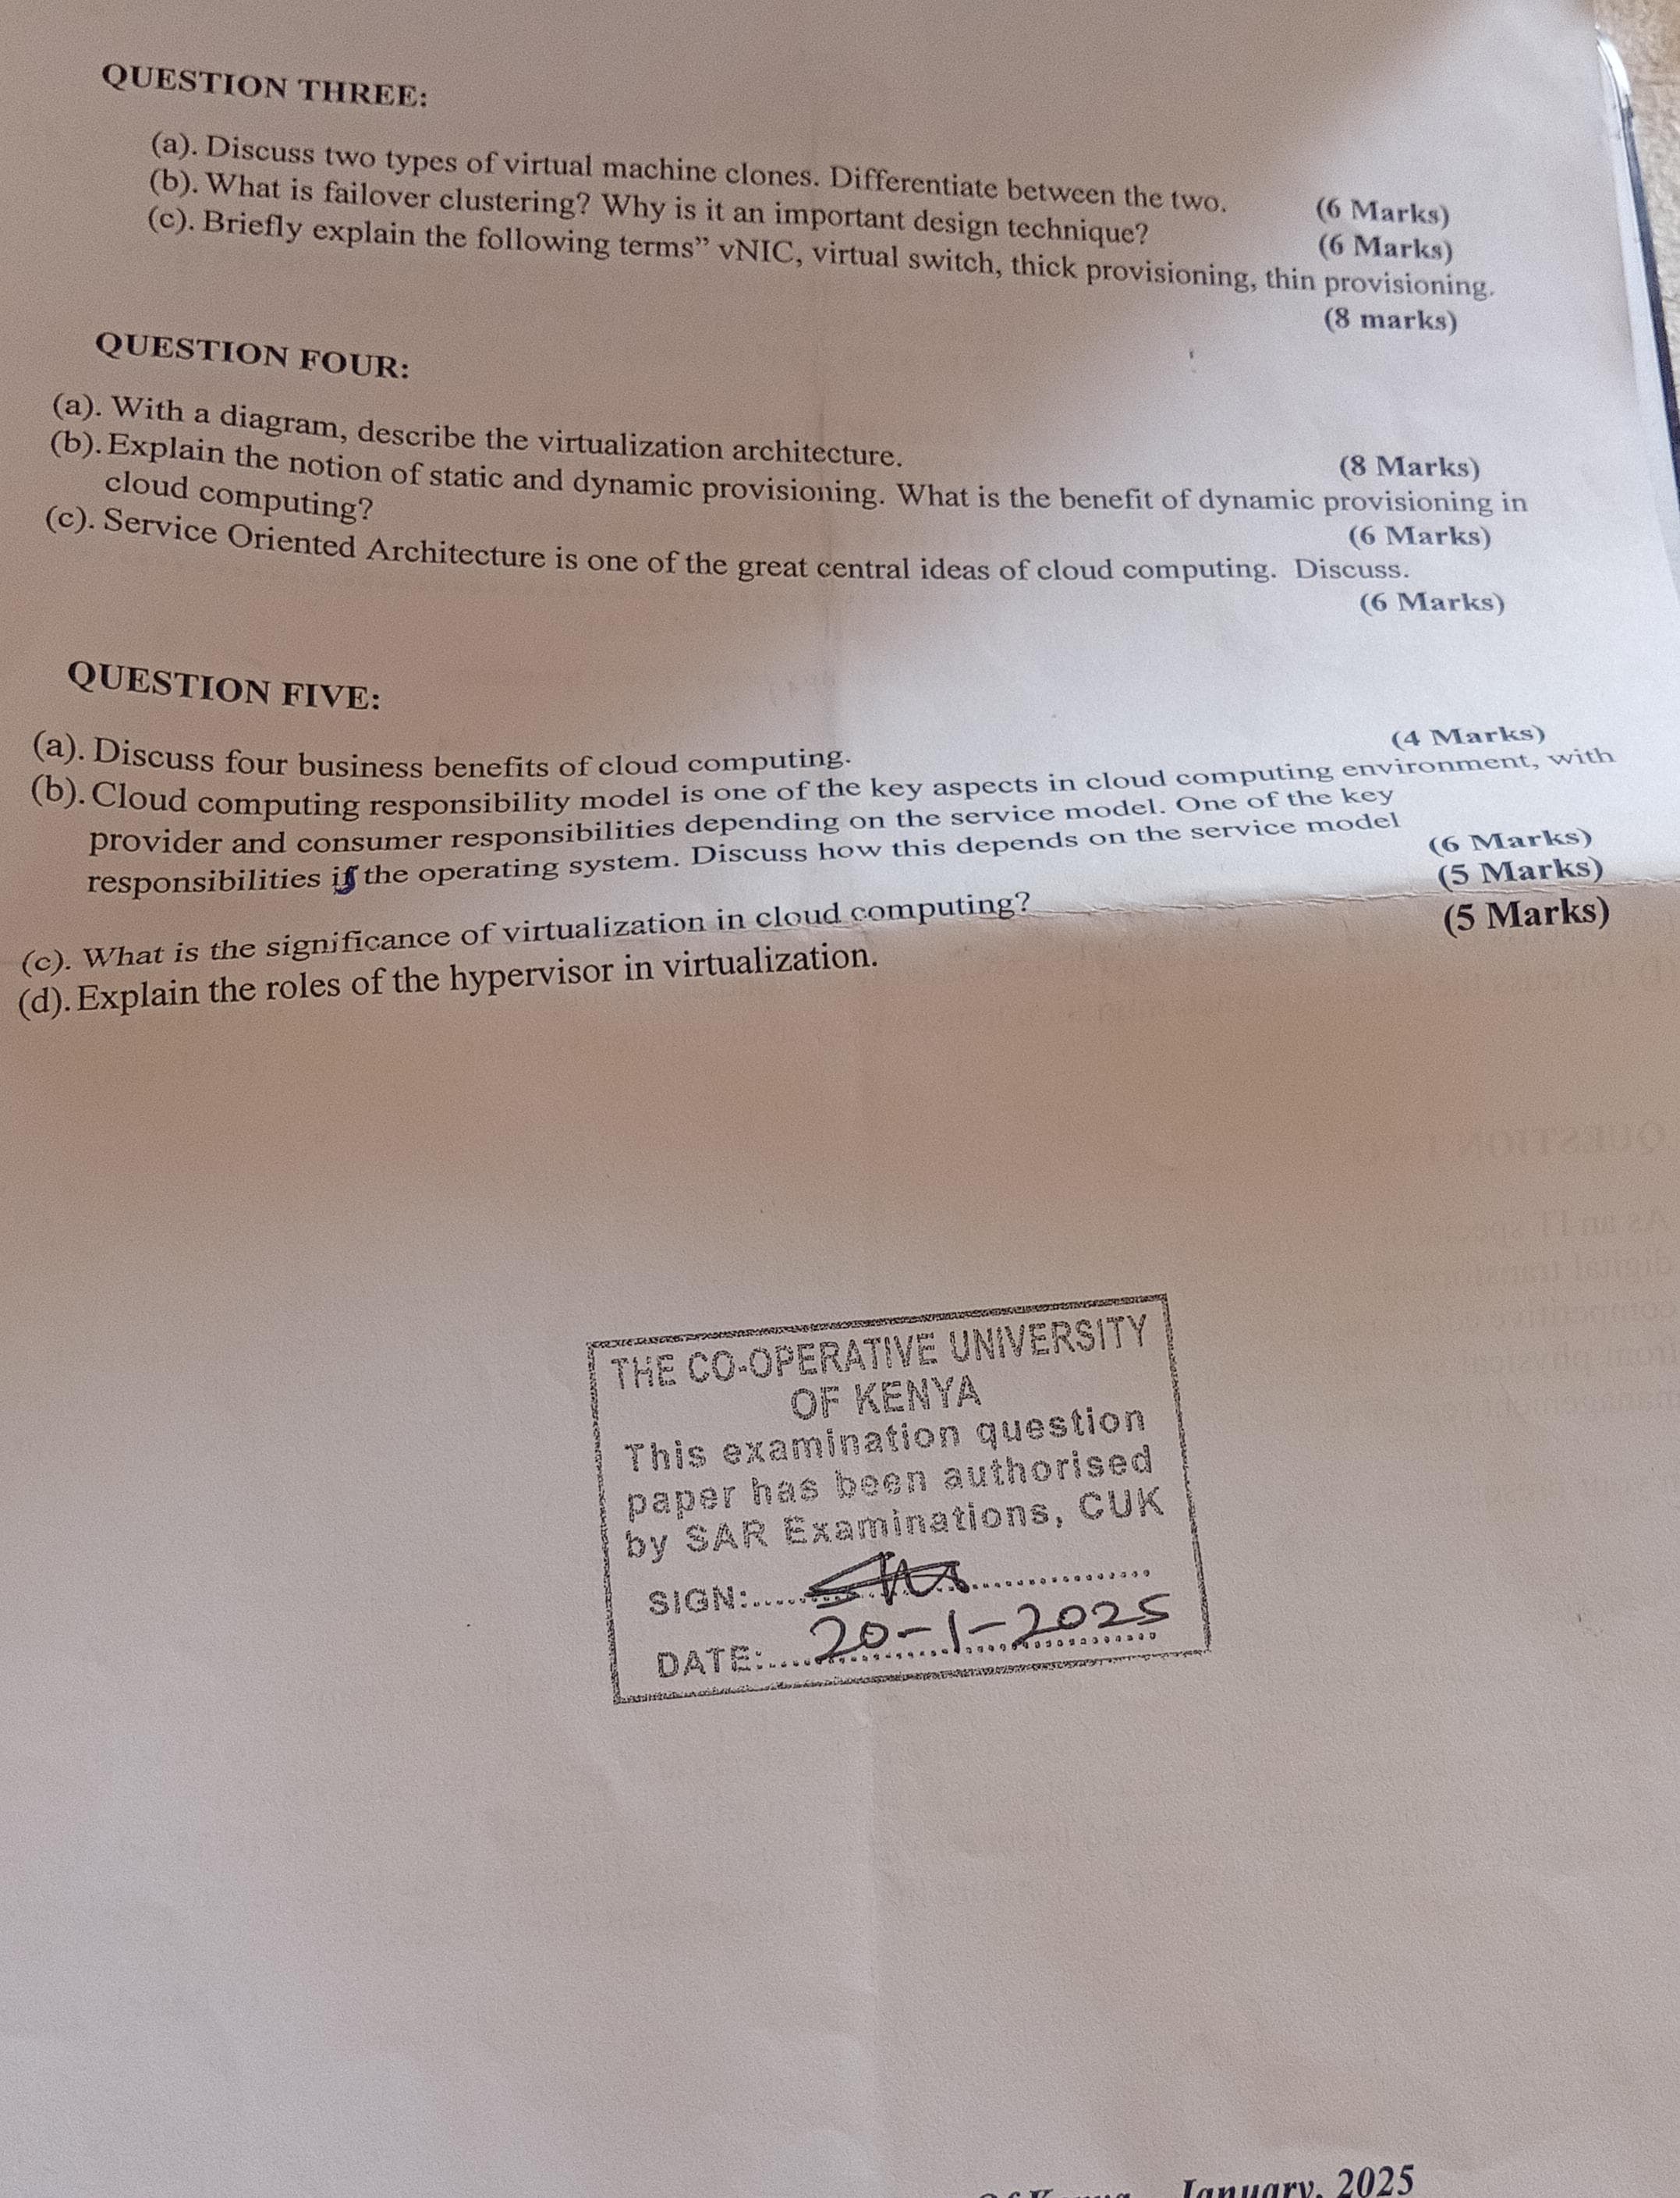 QUESTION THREE:
(a). Discuss two types of virtual machine clones. Differentiate between the two. (6 Marks)
(b). What is failover clustering? Why is it an important design technique? (6 Marks)
(c). Briefly explain the following terms” vNIC, virtual switch, thick provisioning, thin provisioning.
(8 marks)
QUESTION FOUR:
(a). With a diagram, describe the virtualization architecture. (8 Marks)
(b). Explain the notion of static and dynamic provisioning. What is the benefit of dynamic provisioning in
cloud computing? (6 Marks)
(c). Service Oriented Architecture is one of the great central ideas of cloud computing. Discuss.
(6 Marks)
QUESTION FIVE:
(a). Discuss four business benefits of cloud computing. (4 Marks)
(b). Cloud computing responsibility model is one of the key aspects in cloud computing environment, with
provider and consumer responsibilities depending on the service model. One of the key
responsibilities is the operating system. Discuss how this depends on the service model (6 Marks)
(c). What is the significance of virtualization in cloud computing? (5 Marks)
(d). Explain the roles of the hypervisor in virtualization. (5 Marks)
THE CO-OPERATIVE UNIVERSITY
OF KENYA
This examination question
paper has been authorised
by SAR Examinations, CUK
SIGN:
DATE: 20-1-2025
January, 2025